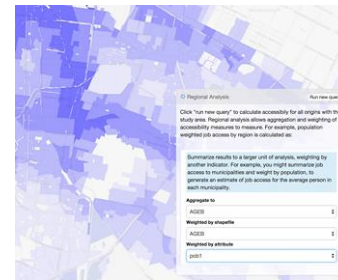 Regional Analysis
Run new query
Click "run new query" to calculate accessibly for all origins with the
study area. Regional analysis allows aggregation and weighting of
accessibility measures to measure. For example, population
weighted job access by region is calculated as:
Summarize results to a larger unit of analysis, weighting by
another indicator. For example, you might summarize job
access to municipalities and weight by population, to
generate an estimate of job access for the average person in
each municipality.
Aggregate to
AGEB
Weighted by shapefile
AGEB
Weighted by attribute
pob1